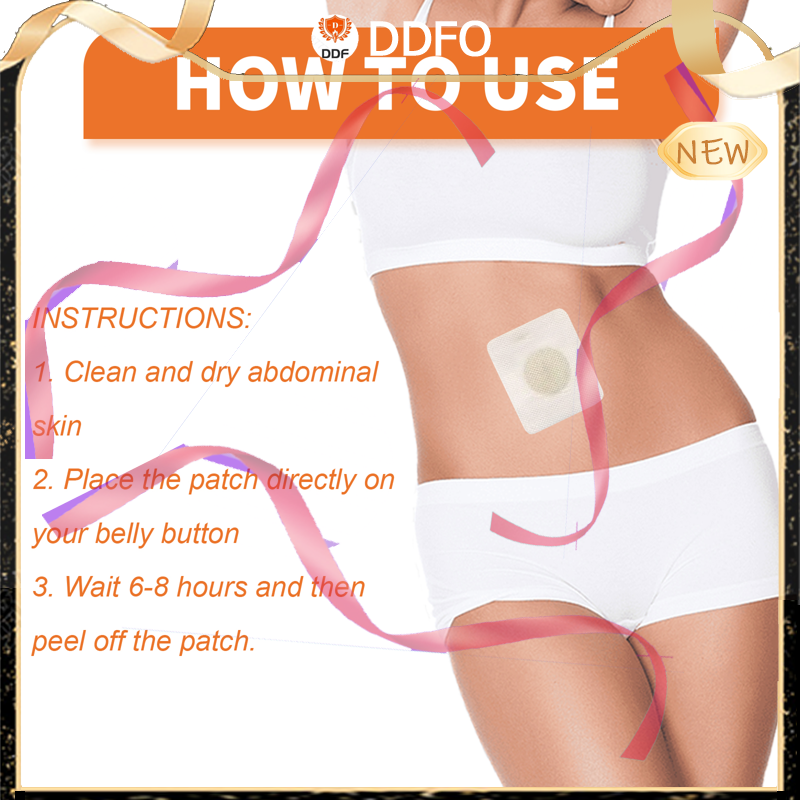 DDF
DDFO
HOW TO USE
NEW
INSTRUCTIONS:
1. Clean and dry abdominal
skin
2. Place the patch directly on
your belly button
3. Wait 6-8 hours and then
peel off the patch.